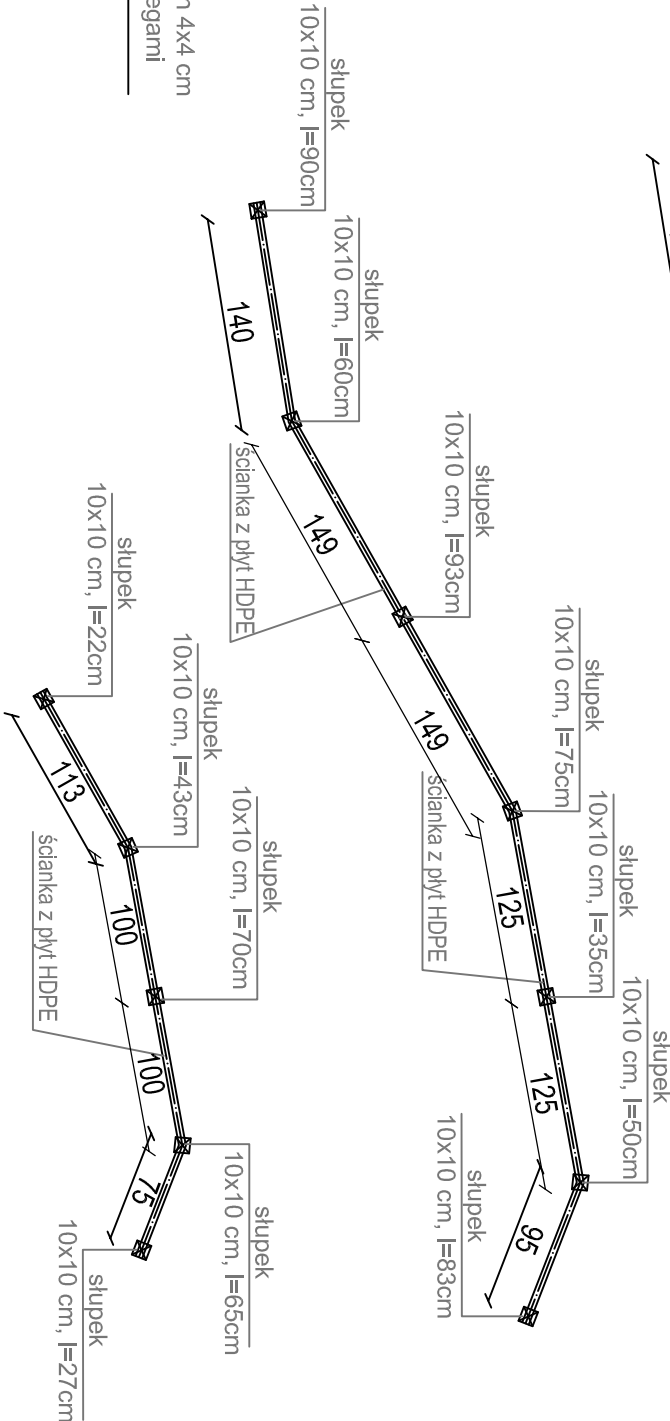 n 4x4 cm
egami
słupek
10x10 cm, l=90cm
słupek
10x10 cm, l=60cm
140
ścianka z płyt HDPE
149
słupek
10x10 cm, l=93cm
149
słupek
10x10 cm, l=75cm
ścianka z płyt HDPE
125
słupek
10x10 cm, l=35cm
125
słupek
10x10 cm, l=50cm
95
słupek
10x10 cm, l=83cm
słupek
10x10 cm, l=22cm
113
słupek
10x10 cm, l=43cm
100
słupek
10x10 cm, l=70cm
ścianka z płyt HDPE
100
słupek
10x10 cm, l=65cm
75
słupek
10x10 cm, l=27cm